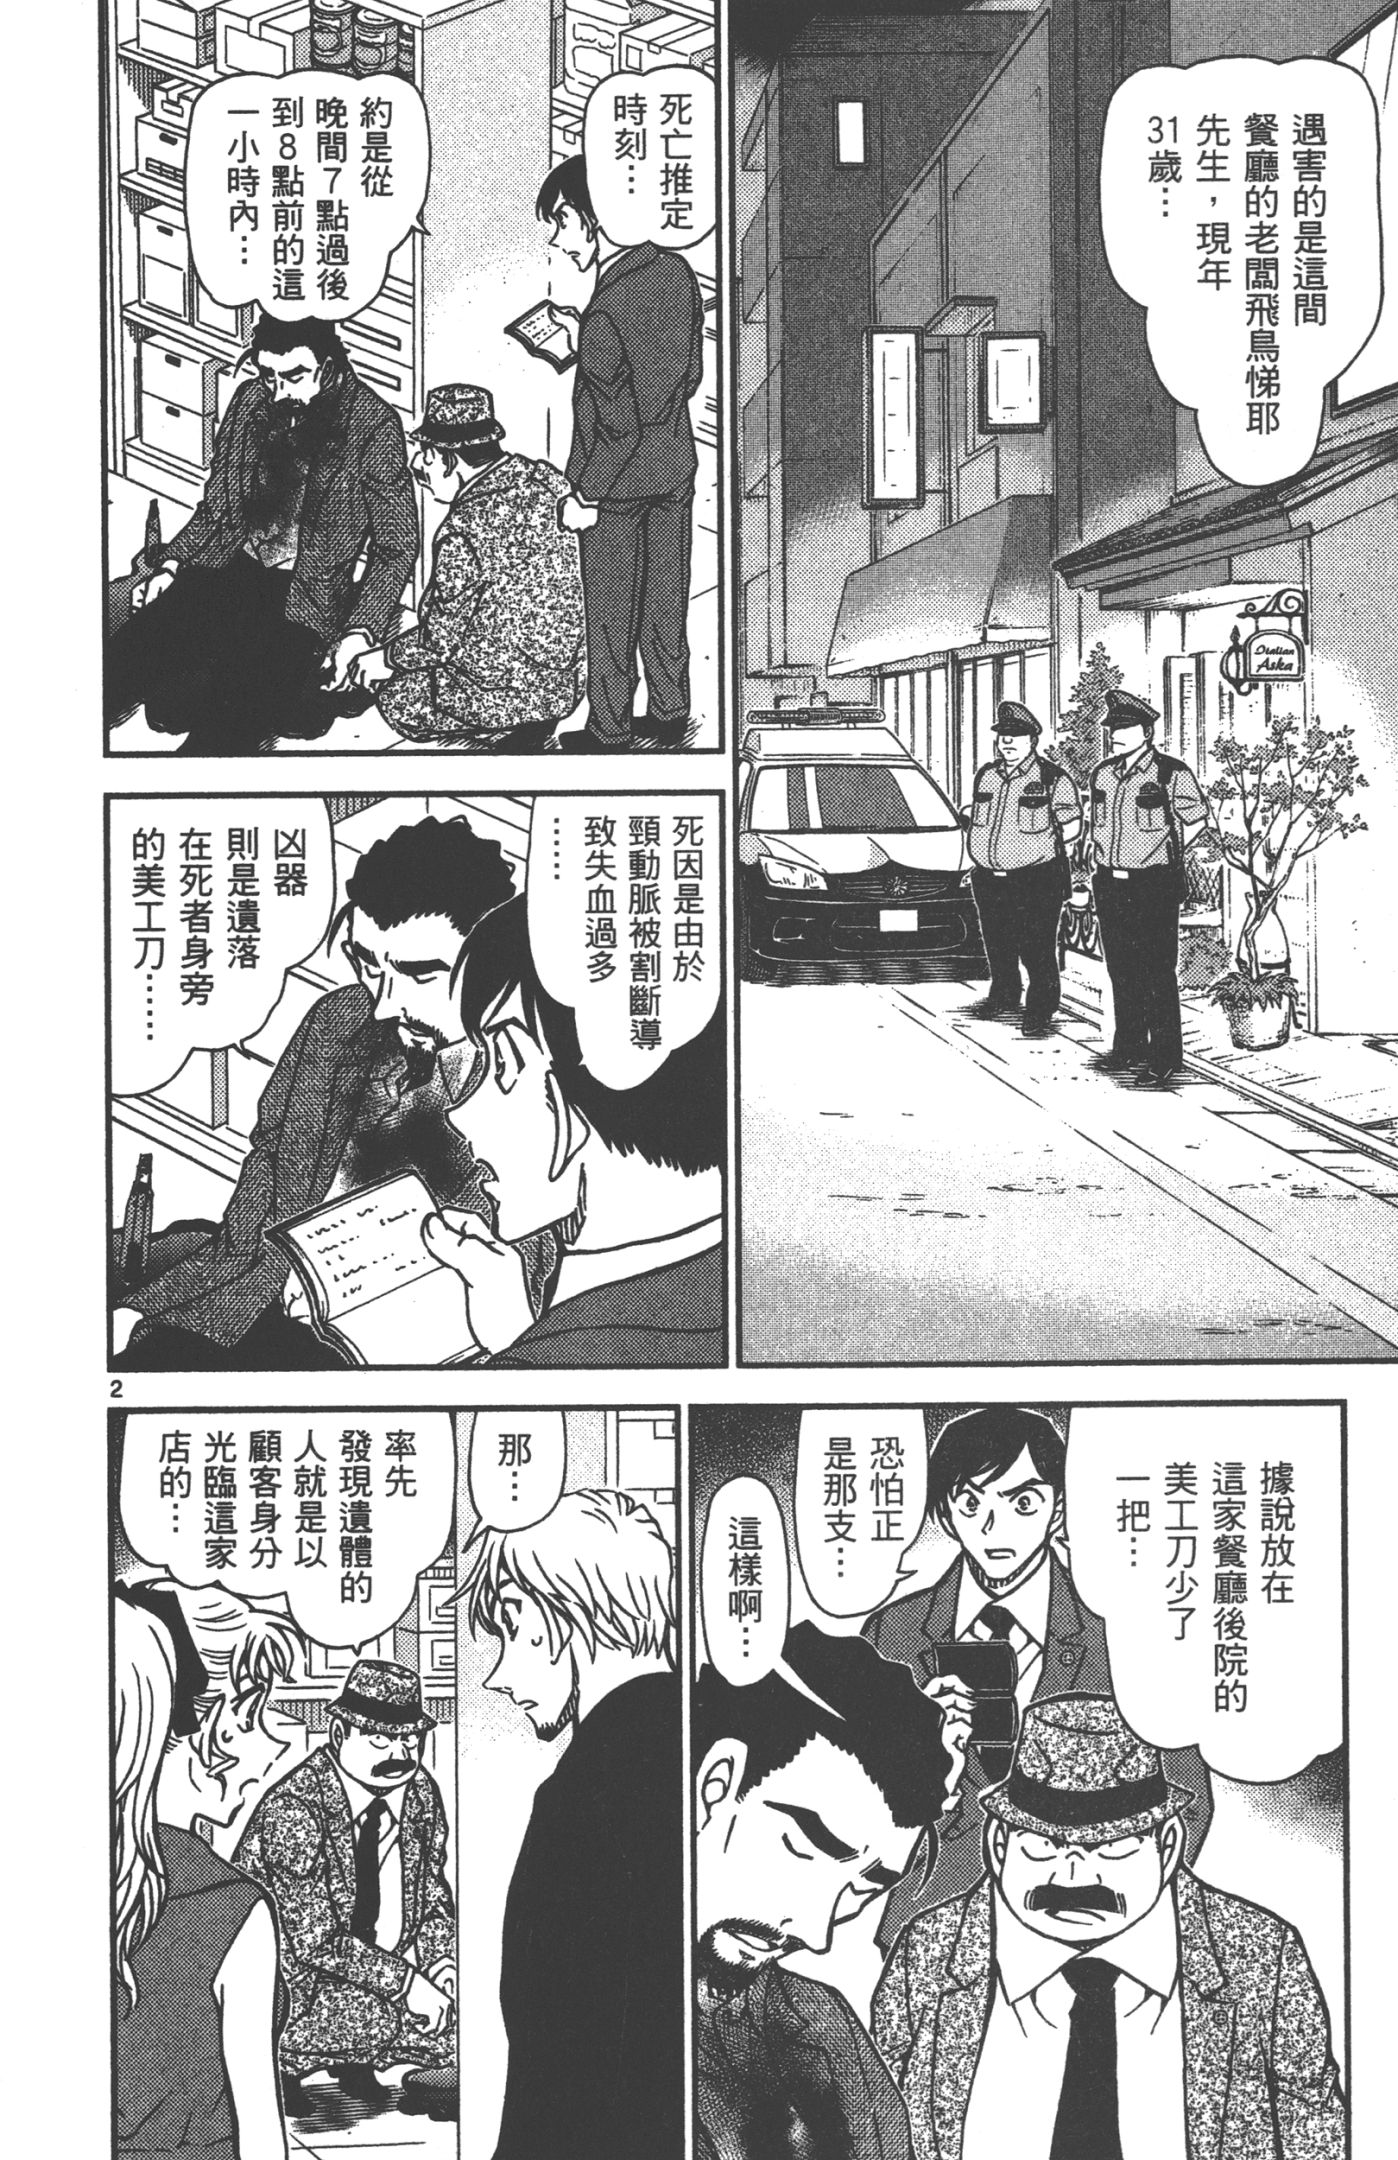 遇害的是這間
餐廳的老闆飛鳥悌耶
先生，現年
31歲…
Italian
Aska
死亡推定
時刻…
約是從
晚間7點過後
到8點前的這
一小時內…
死因是由於
頸動脈被割斷導
致失血過多
……
凶器
則是遺落
在死者身旁
的美工刀……
2
據說放在
這家餐廳後院的
美工刀少了
一把…
恐怕正
是那支…
這樣啊…
那…
率先
發現遺體的
人就是以
顧客身分
光臨這家
店的…